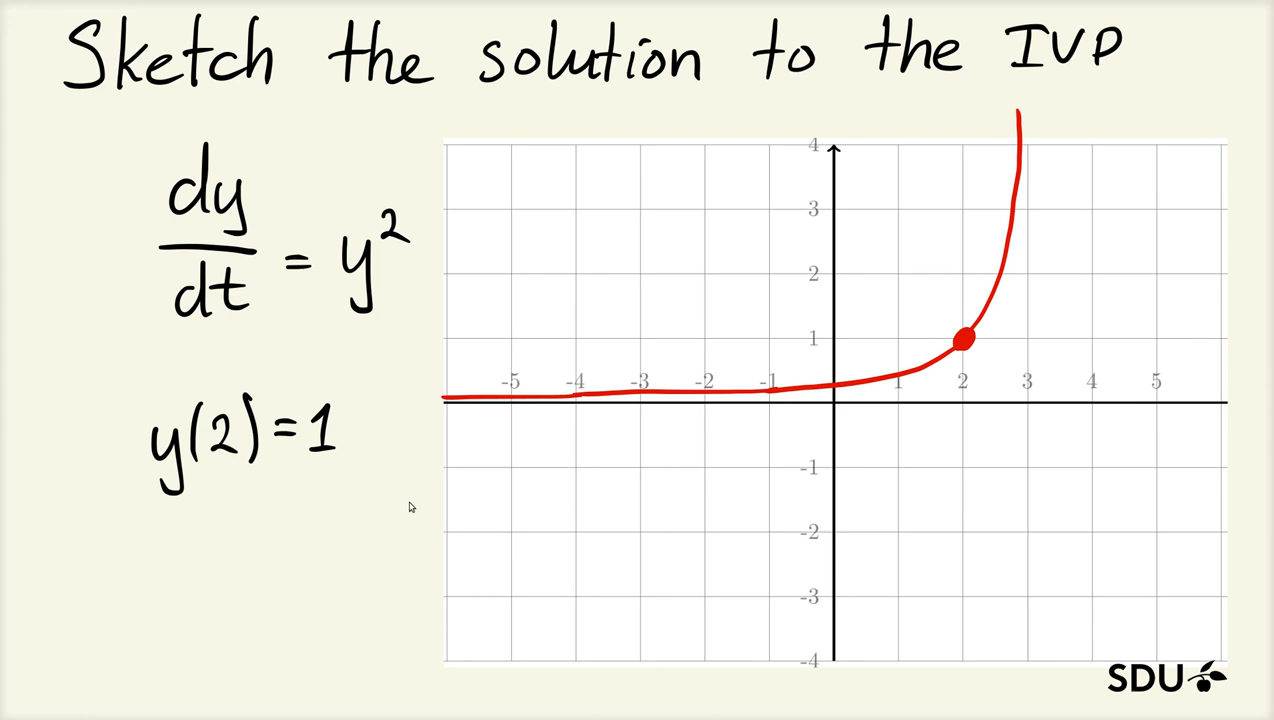 Sketch the solution to the IVP
dy/dt = y²
y(2)=1
4
3
2
1
-5 -4 -3 -2 -1 1 2 3 4 5
-1
-2
-3
-4
SDU